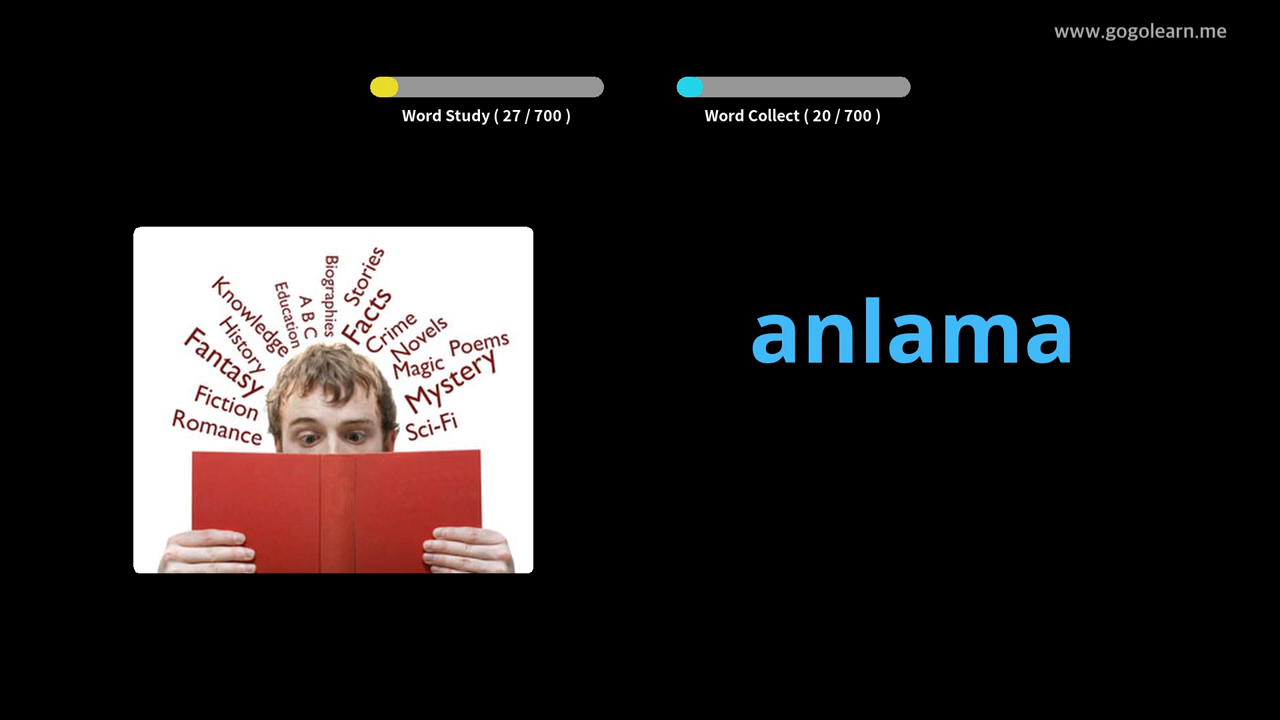 www.gogolearn.me
Word Study ( 27 / 700 )
Word Collect ( 20 / 700 )
Stories
Biographies
Education
A B C
Facts
Knowledge
Crime
History
Novels
Poems
Fantasy
Magic
Mystery
Fiction
Romance
Sci-Fi
anlama